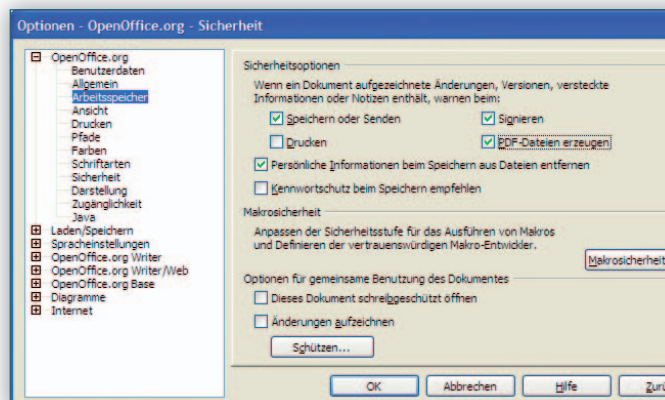 Optionen - OpenOffice.org - Sicherheit
OpenOffice.org
Benutzerdaten
Allgemein
Arbeitsspeicher
Ansicht
Drucken
Pfade
Farben
Schriftarten
Sicherheit
Darstellung
Zugänglichkeit
Java
Laden/Speichern
Spracheinstellungen
OpenOffice.org Writer
OpenOffice.org Writer/Web
OpenOffice.org Base
Diagramme
Internet
Sicherheitsoptionen
Wenn ein Dokument aufgezeichnete Änderungen, Versionen, versteckte
Informationen oder Notizen enthält, warnen beim:
Speichern oder Senden
Signieren
Drucken
PDF-Dateien erzeugen
Persönliche Informationen beim Speichern aus Dateien entfernen
Kennwortschutz beim Speichern empfehlen
Makrosicherheit
Anpassen der Sicherheitsstufe für das Ausführen von Makros
und Definieren der vertrauenswürdigen Makro-Entwickler.
Makrosicherheit
Optionen für gemeinsame Benutzung des Dokumentes
Dieses Dokument schreibgeschützt öffnen
Änderungen aufzeichnen
Schützen...
OK
Abbrechen
Hilfe